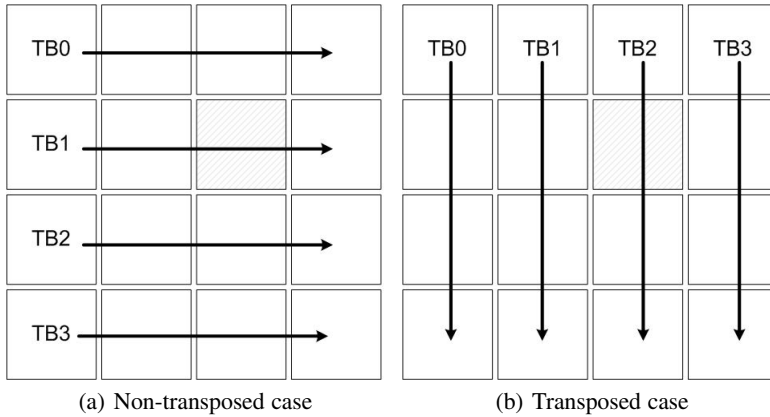 TB0
TB1
TB2
TB3
(a) Non-transposed case
TB0 TB1 TB2 TB3
(b) Transposed case